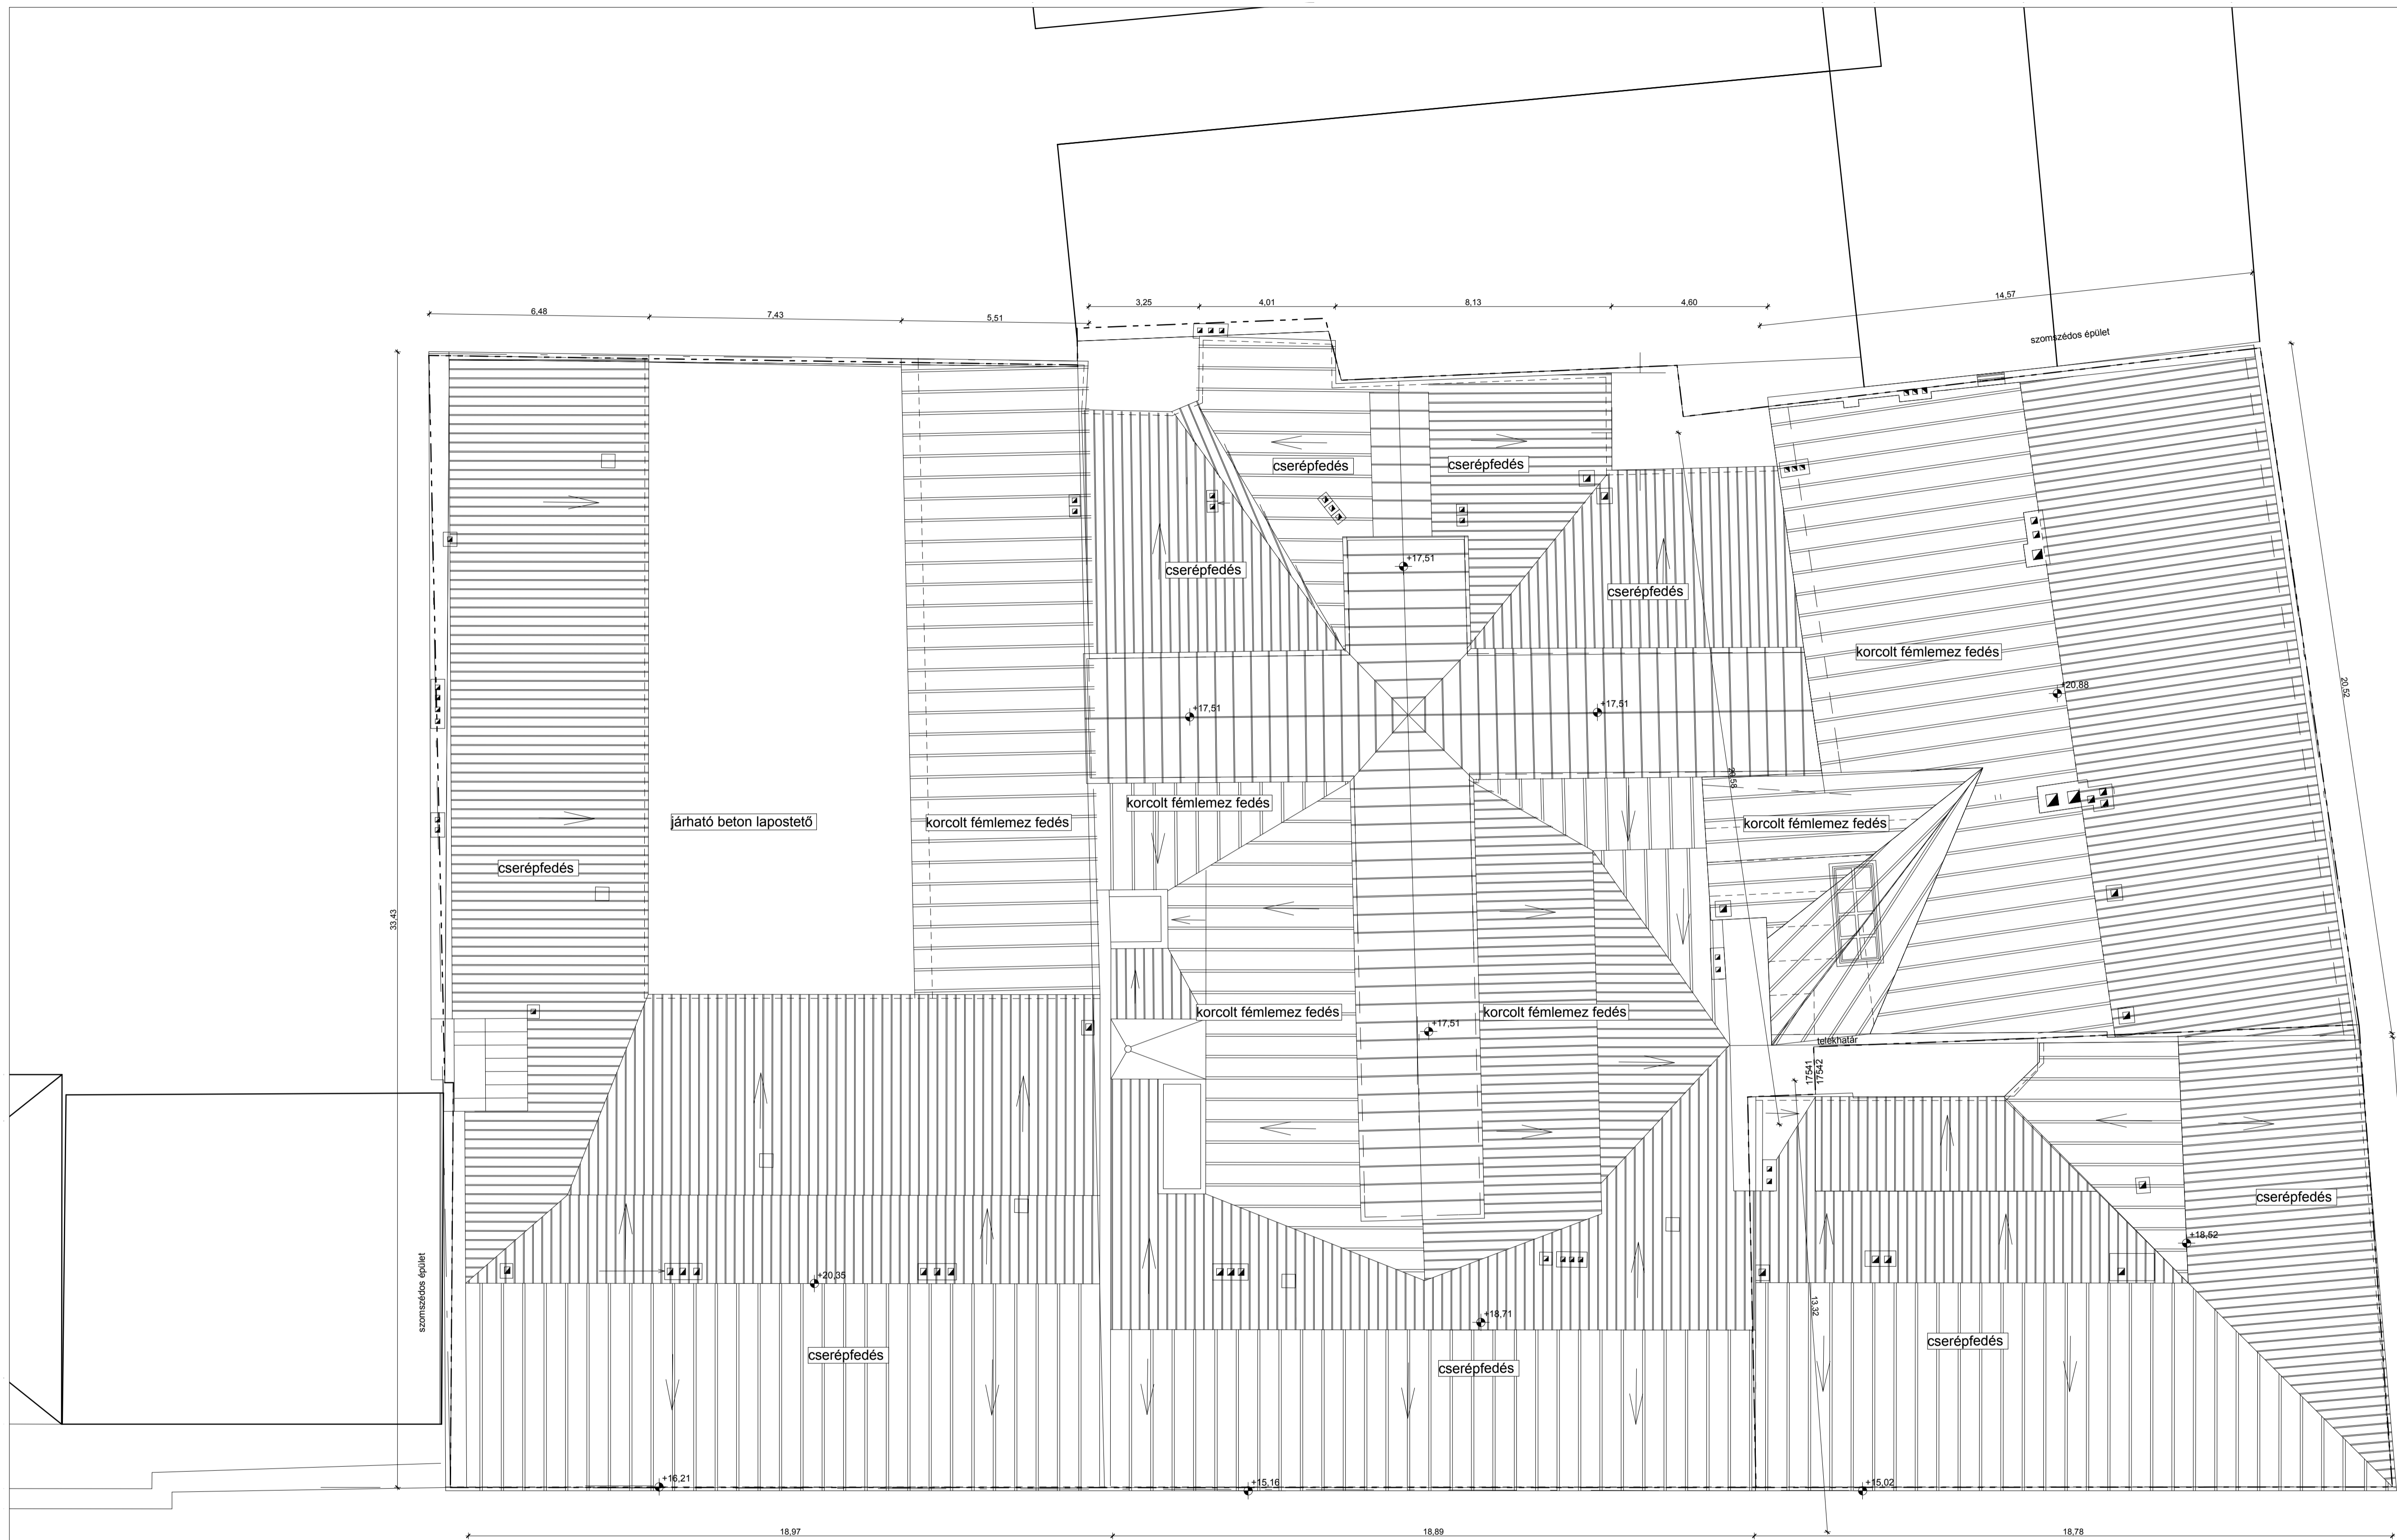 14,57
3,25
4,01
8,13
4,60
6,48
7,43
5,51
szomszédos épület
cserépfedés
cserépfedés
+17,51
cserépfedés
cserépfedés
korcolt fémlemez fedés
20,52
+20,88
+17,51
+17,51
korcolt fémlemez fedés
járható beton lapostető
korcolt fémlemez fedés
korcolt fémlemez fedés
cserépfedés
33,43
korcolt fémlemez fedés
korcolt fémlemez fedés
+17,51
telekhatár
17541
17542
cserépfedés
+18,52
szomszédos épület
+20,35
13,32
+18,71
cserépfedés
cserépfedés
cserépfedés
+16,21
+15,16
+15,02
18,97
18,89
18,78